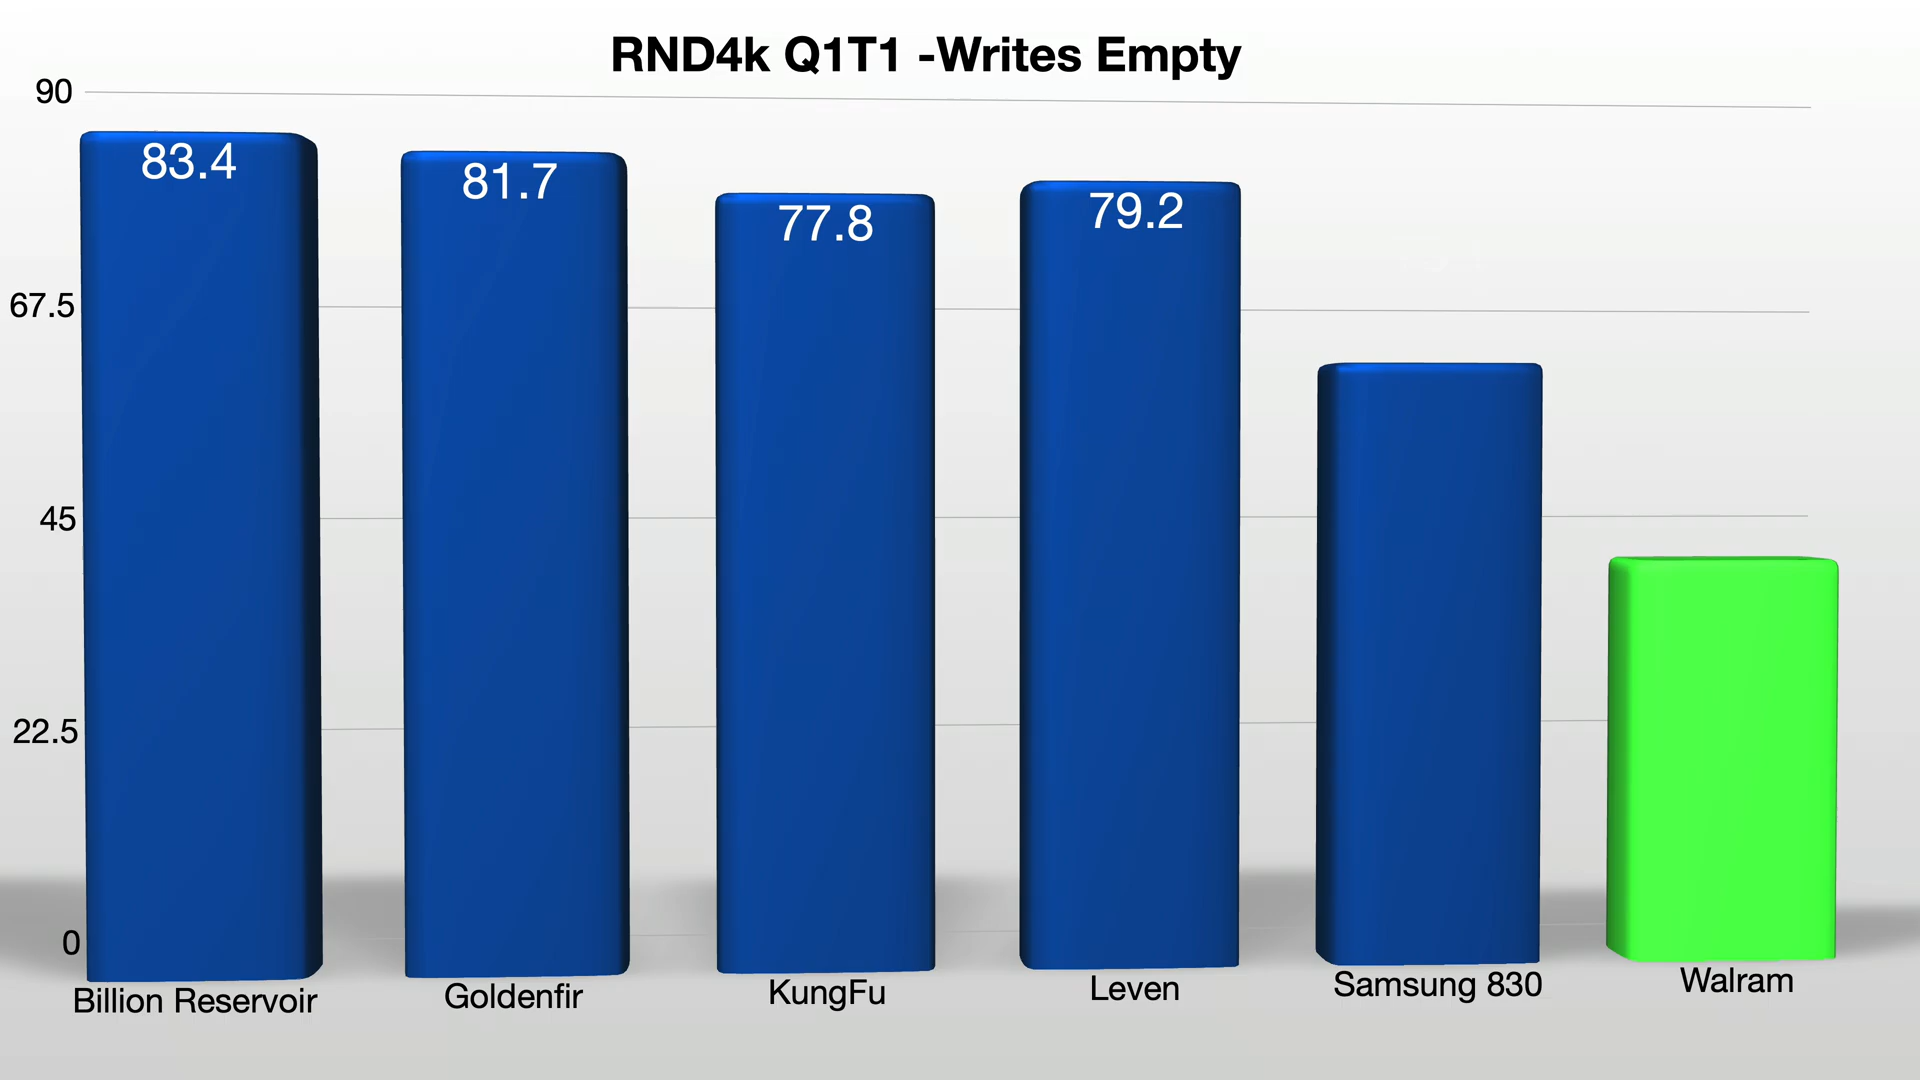 RND4k Q1T1 -Writes Empty
90
67.5
45
22.5
0
83.4
81.7
77.8
79.2
Billion Reservoir
Goldenfir
KungFu
Leven
Samsung 830
Walram